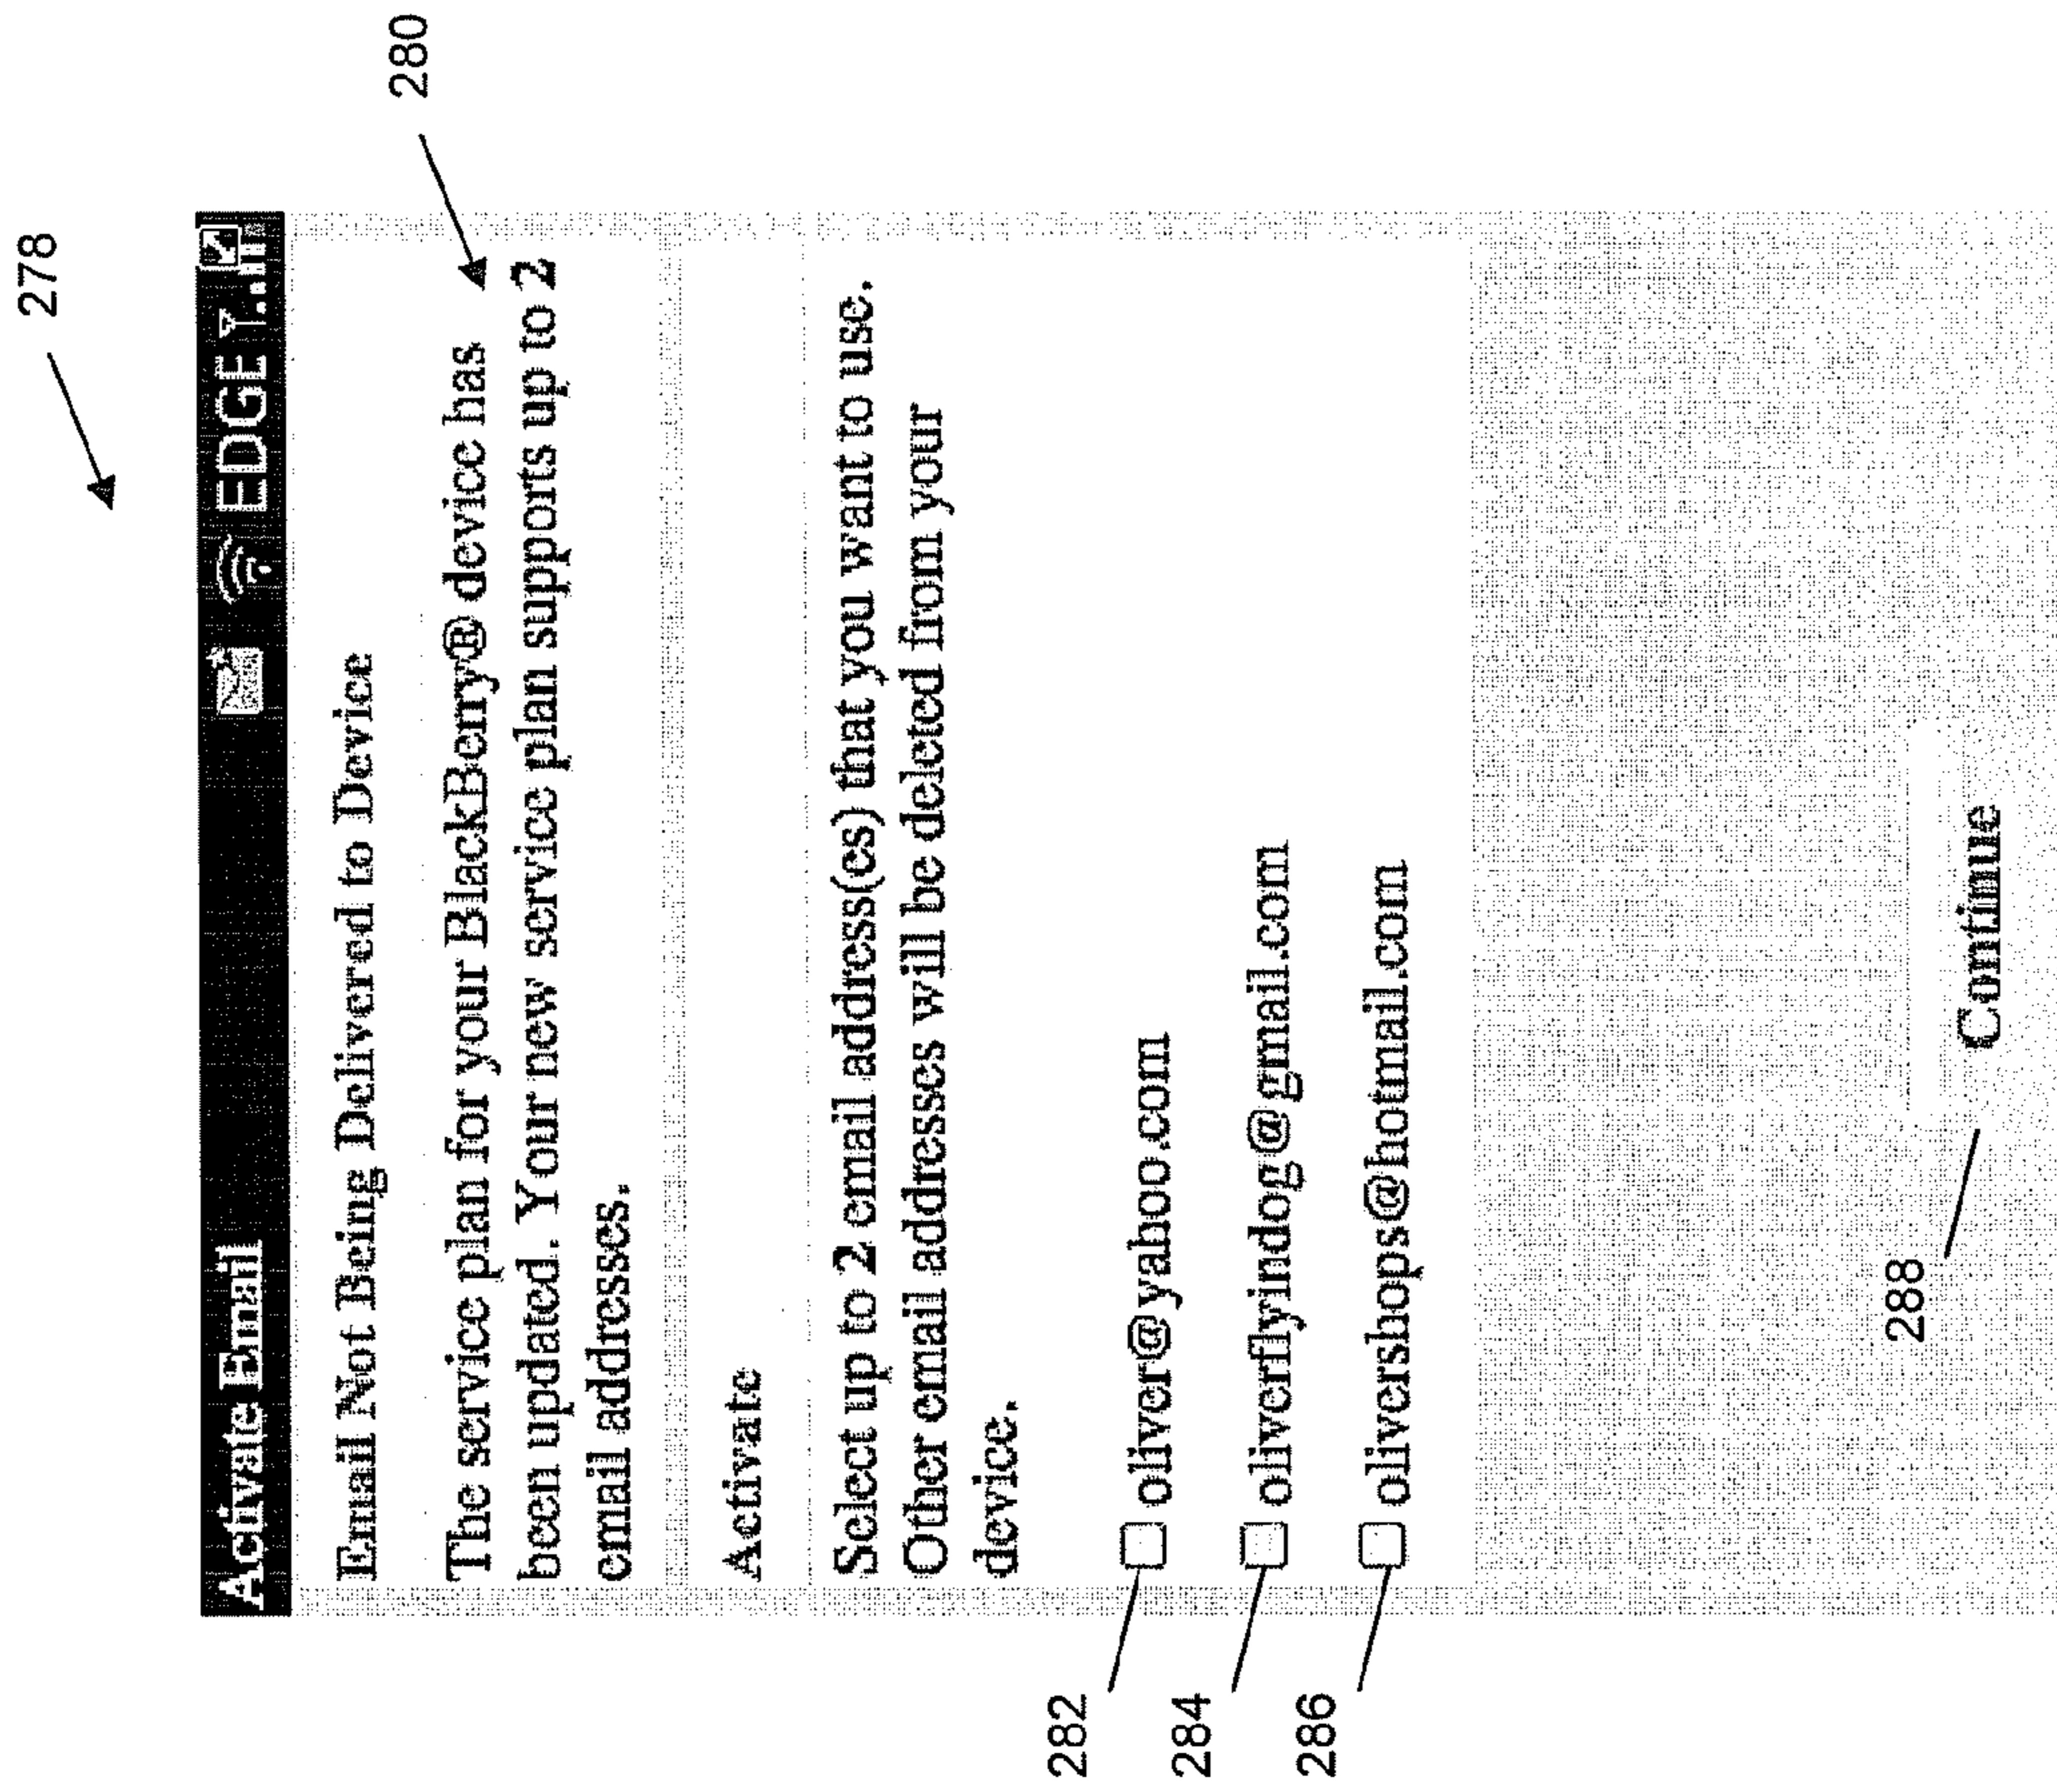 278
Activate Email EDGE
280
Email Not Being Delivered to Device
The service plan for your BlackBerry® device has
been updated. Your new service plan supports up to 2
email addresses.
Activate
Select up to 2 email address(es) that you want to use.
Other email addresses will be deleted from your
device.
282 oliver@yahoo.com
284 oliverflyindog@gmail.com
286 olivershops@hotmail.com
288 Continue